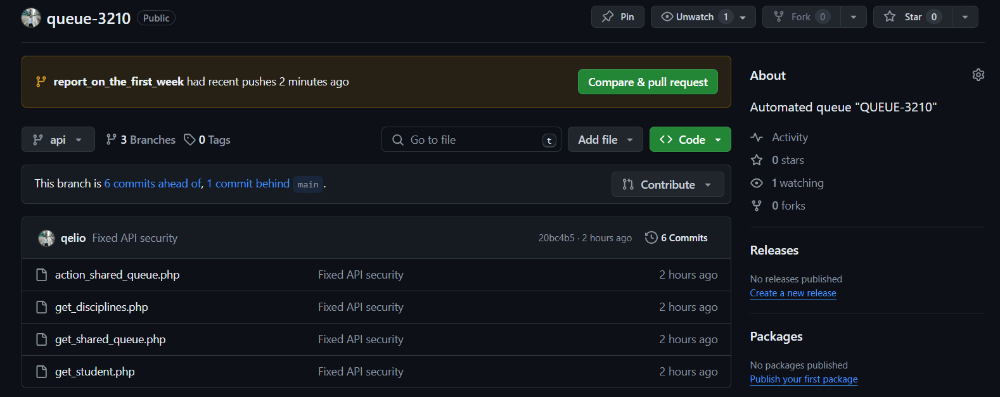 queue-3210 Public Pin Unwatch 1 Fork 0 Star 0
report_on_the_first_week had recent pushes 2 minutes ago Compare & pull request
api 3 Branches 0 Tags Go to file t Add file Code
This branch is 6 commits ahead of, 1 commit behind main. Contribute
qelio Fixed API security 20bc4b5 · 2 hours ago 6 Commits
action_shared_queue.php Fixed API security 2 hours ago
get_disciplines.php Fixed API security 2 hours ago
get_shared_queue.php Fixed API security 2 hours ago
get_student.php Fixed API security 2 hours ago
About
Automated queue "QUEUE-3210"
Activity
0 stars
1 watching
0 forks
Releases
No releases published
Create a new release
Packages
No packages published
Publish your first package